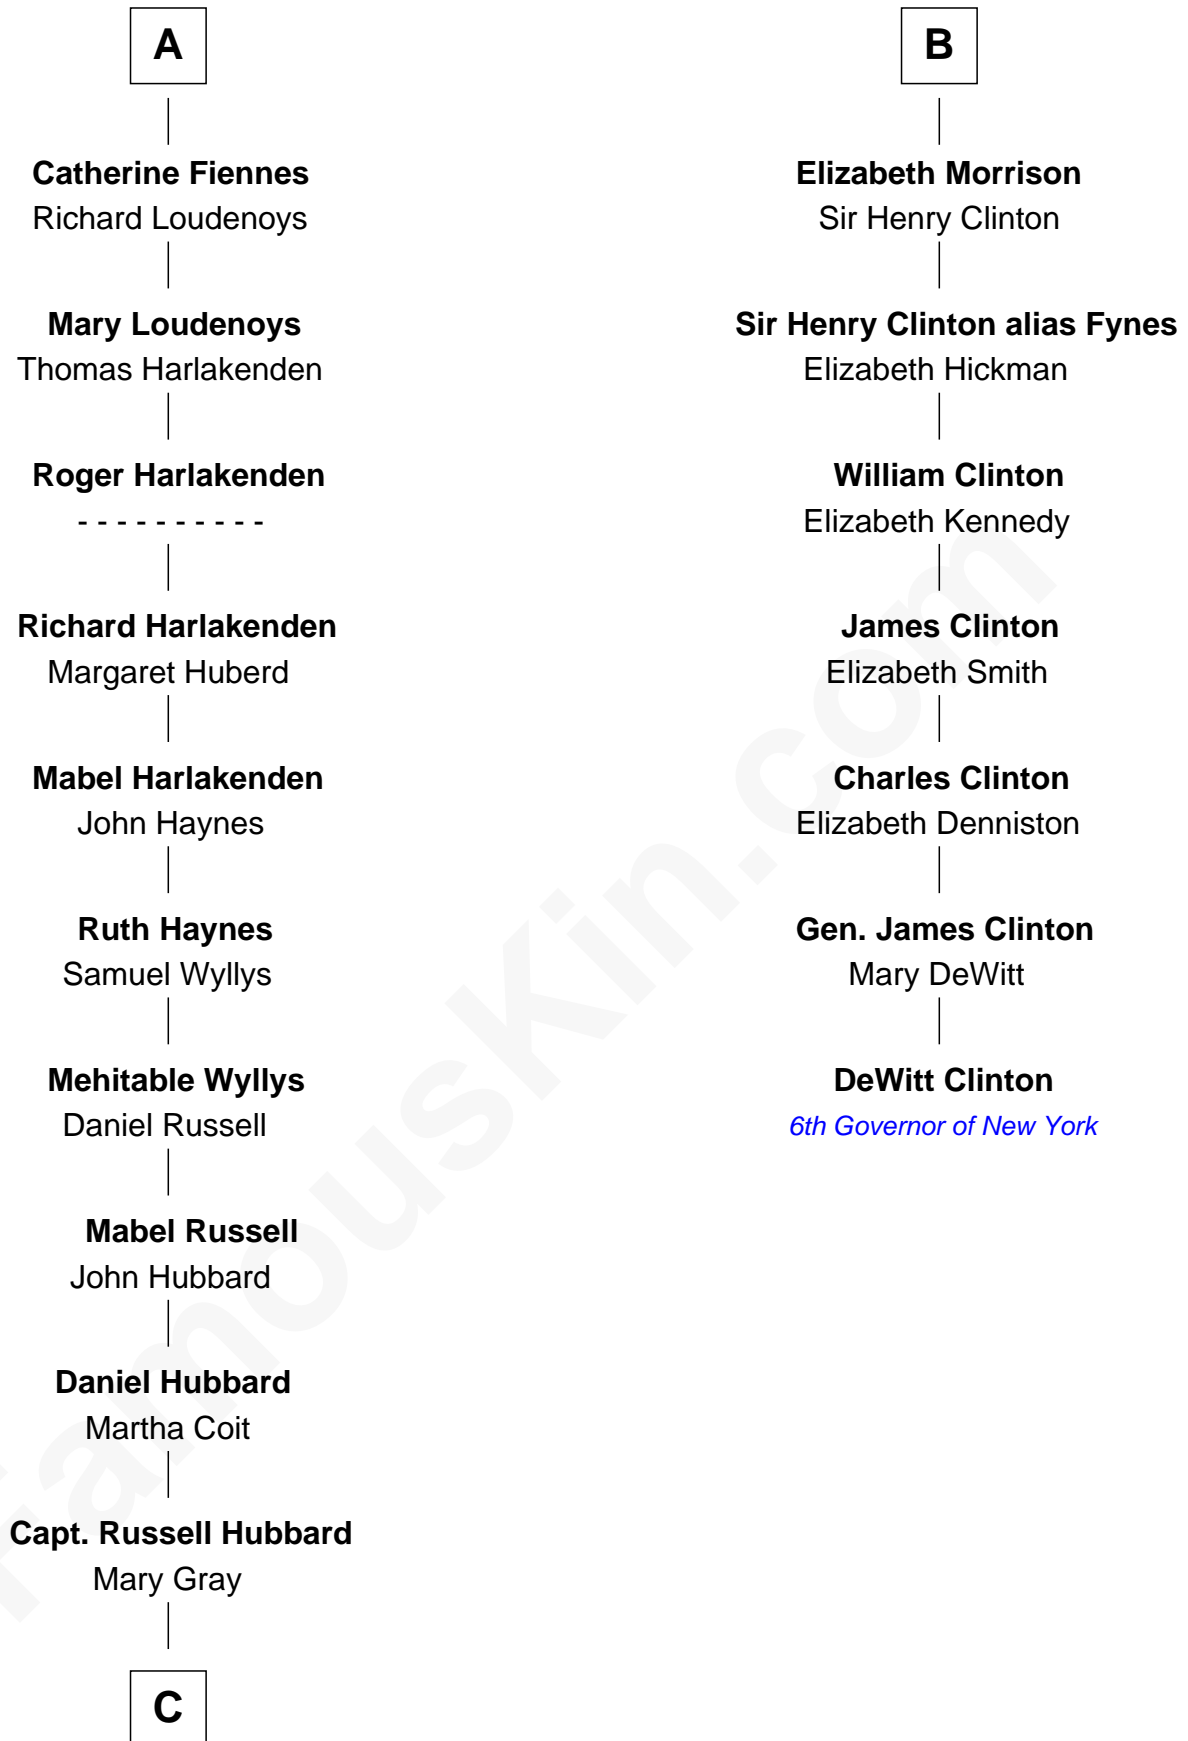 A
Catherine Fiennes
Richard Loudenoys
Mary Loudenoys
Thomas Harlakenden
Roger Harlakenden
- - - - - - - - - -
Richard Harlakenden
Margaret Huberd
Mabel Harlakenden
John Haynes
Ruth Haynes
Samuel Wyllys
Mehitable Wyllys
Daniel Russell
Mabel Russell
John Hubbard
Daniel Hubbard
Martha Coit
Capt. Russell Hubbard
Mary Gray
C
B
Elizabeth Morrison
Sir Henry Clinton
Sir Henry Clinton alias Fynes
Elizabeth Hickman
William Clinton
Elizabeth Kennedy
James Clinton
Elizabeth Smith
Charles Clinton
Elizabeth Denniston
Gen. James Clinton
Mary DeWitt
DeWitt Clinton
6th Governor of New York
FamousKin.com